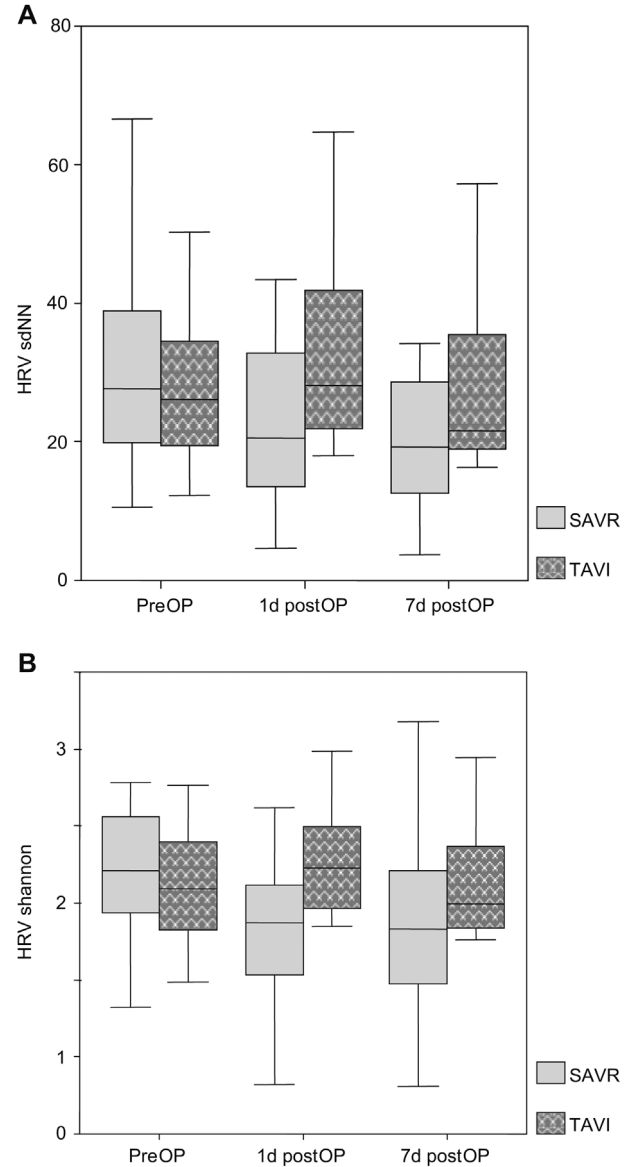 A
80
60
40
20
0
HRV sdNN
PreOP 1d postOP 7d postOP
SAVR
TAVI
B
3
2
1
0
HRV shannon
PreOP 1d postOP 7d postOP
SAVR
TAVI